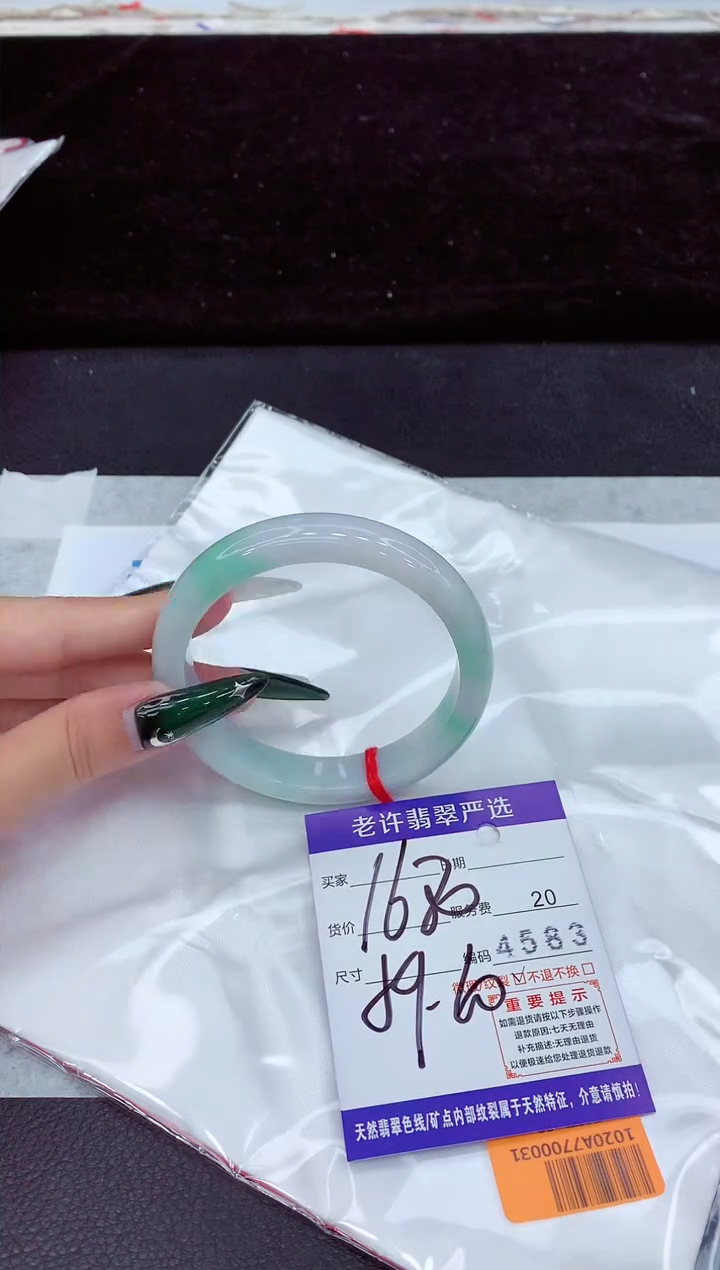 老许翡翠严选
买家 日期
货价 服务费 20
尺寸 编码 4583
纹裂 ☑不退不换☐
重要提示
如需退货请按以下步骤操作
退款原因:七天无理由
补充描述:无理由退货
以便极速给您处理退货退款
天然翡翠色线/矿点内部纹裂属于天然特征，介意请慎拍!
1020A7700031